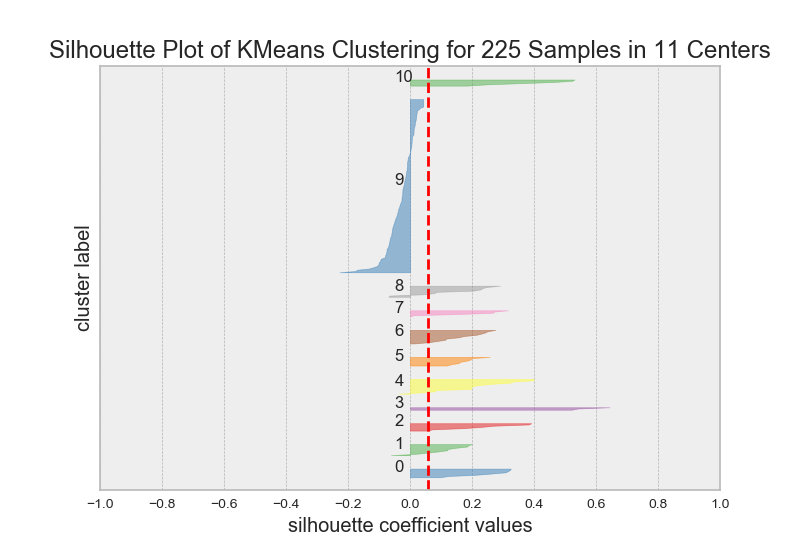 Silhouette Plot of KMeans Clustering for 225 Samples in 11 Centers
10
9
8
7
6
5
4
3
2
1
0
cluster label
−1.0 −0.8 −0.6 −0.4 −0.2 0.0 0.2 0.4 0.6 0.8 1.0
silhouette coefficient values